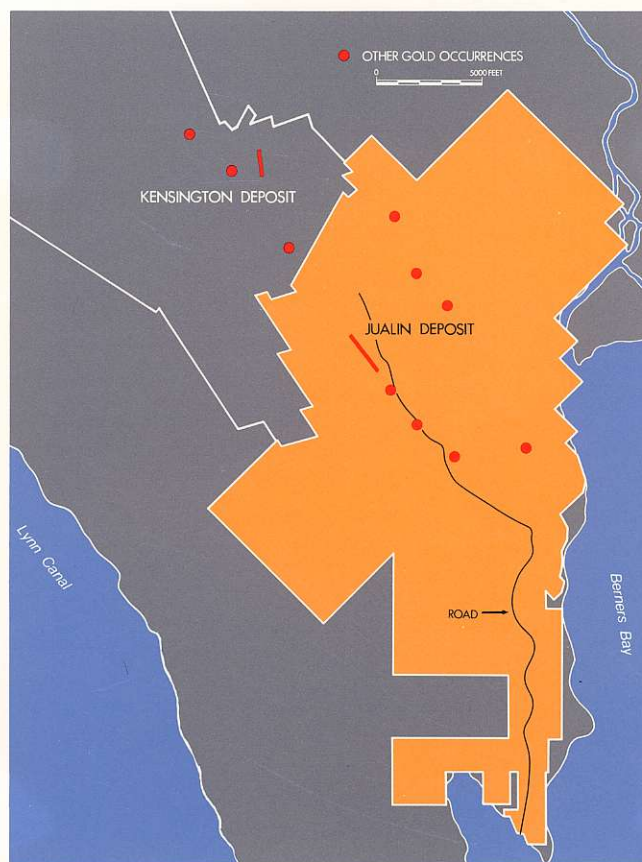 OTHER GOLD OCCURRENCES
0 5000 FEET
KENSINGTON DEPOSIT
JUALIN DEPOSIT
Lynn Canal
ROAD
Berners Bay